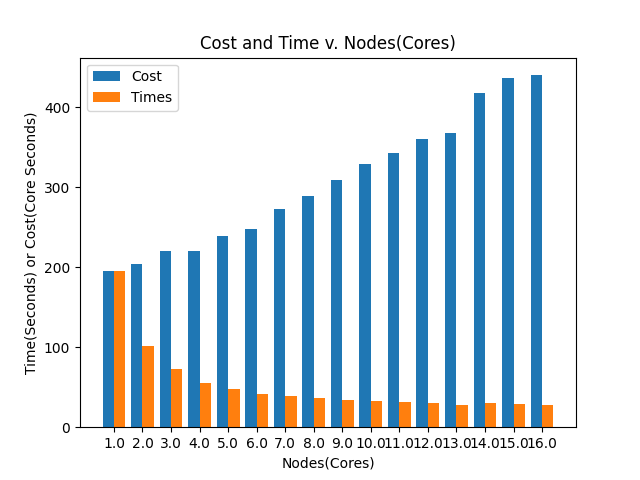 Cost and Time v. Nodes(Cores)
Cost
Times
Time(Seconds) or Cost(Core Seconds)
400
300
200
100
0
1.0 2.0 3.0 4.0 5.0 6.0 7.0 8.0 9.0 10.0 11.0 12.0 13.0 14.0 15.0 16.0
Nodes(Cores)